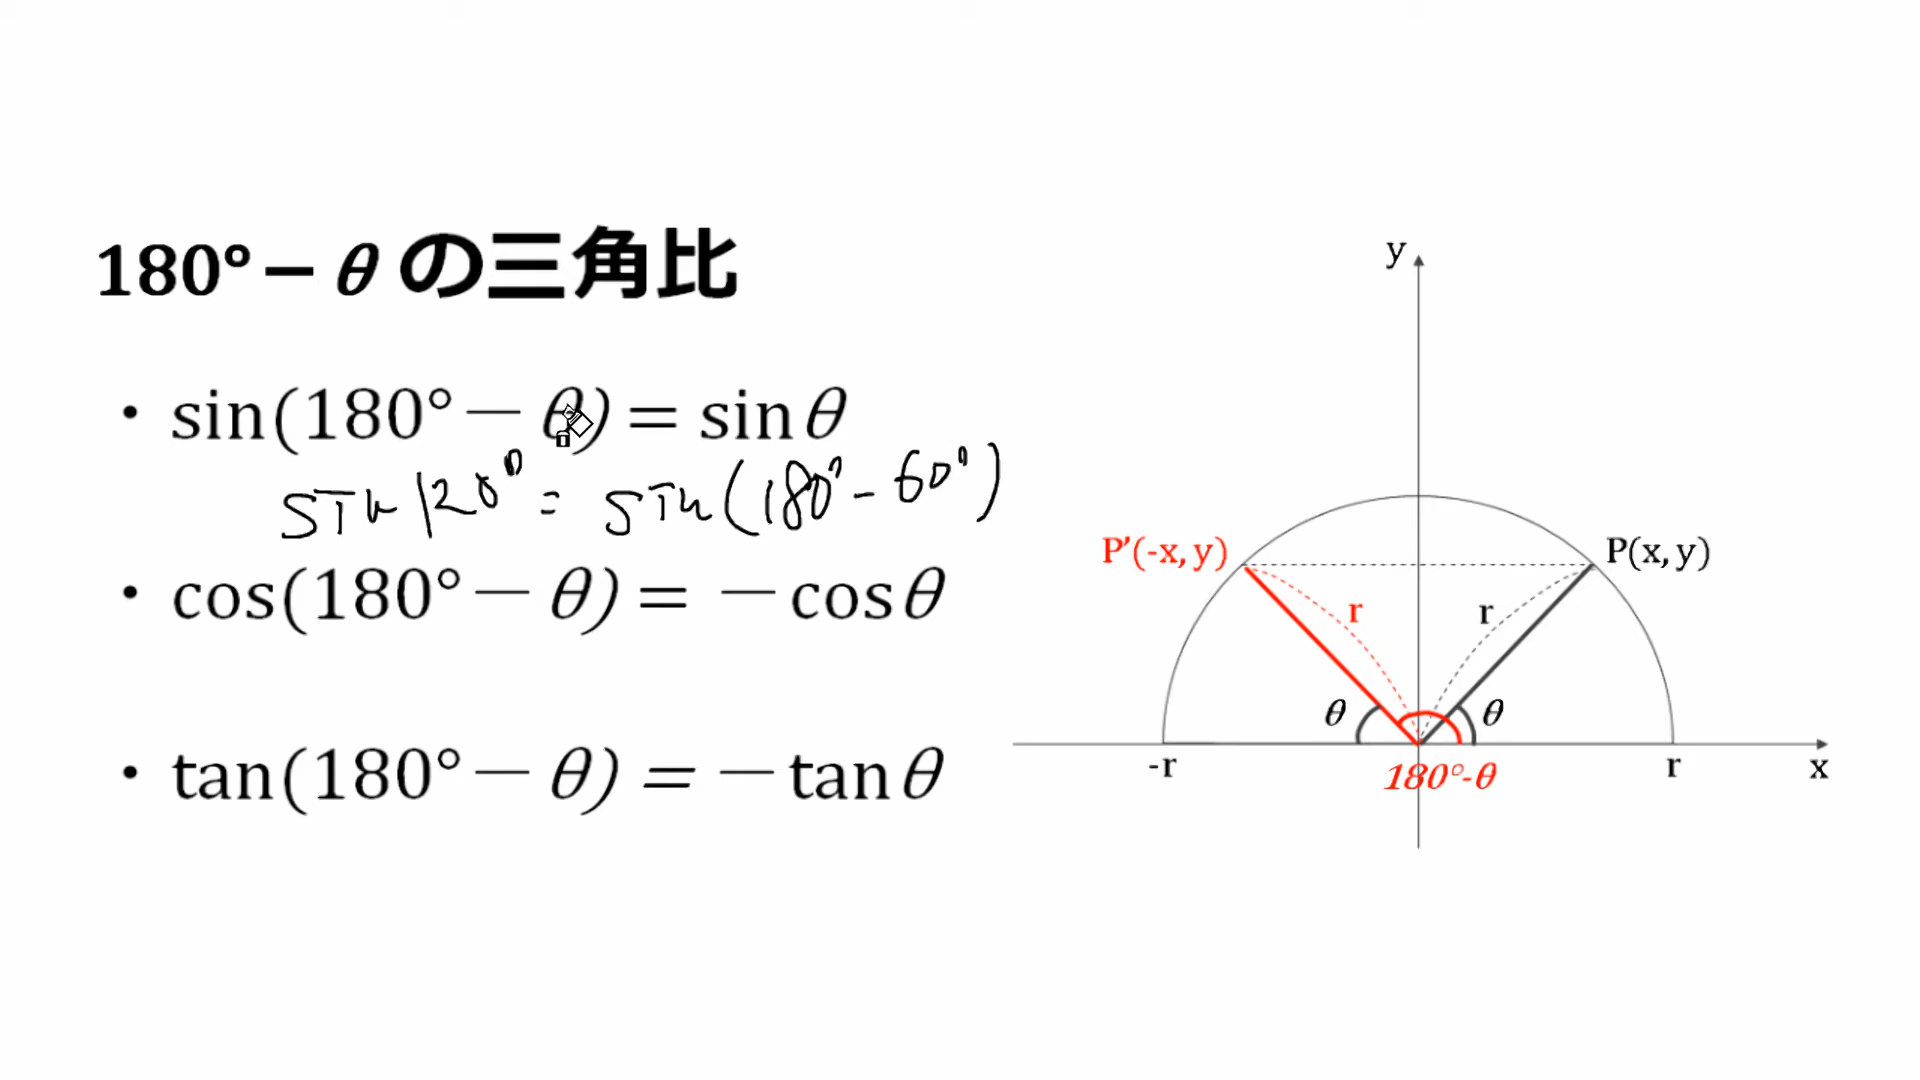 180°－θ の三角比
・sin(180°－θ)＝sinθ
sin120°= sin(180°-60°)
・cos(180°－θ)＝－cosθ
・tan(180°－θ)＝－tanθ
y
P’(-x, y)
P(x, y)
r
r
θ
θ
-r
180°-θ
r
x